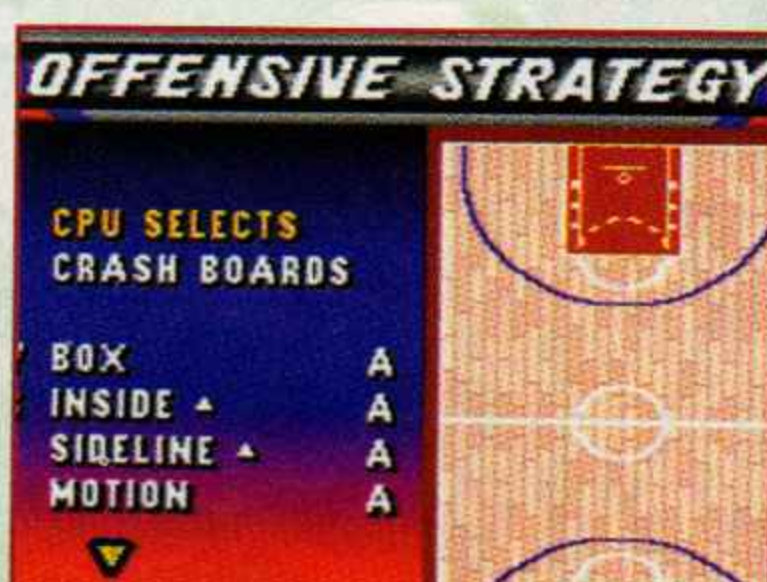 OFFENSIVE STRATEGY
CPU SELECTS
CRASH BOARDS
BOX A
INSIDE ▲ A
SIDELINE ▲ A
MOTION A